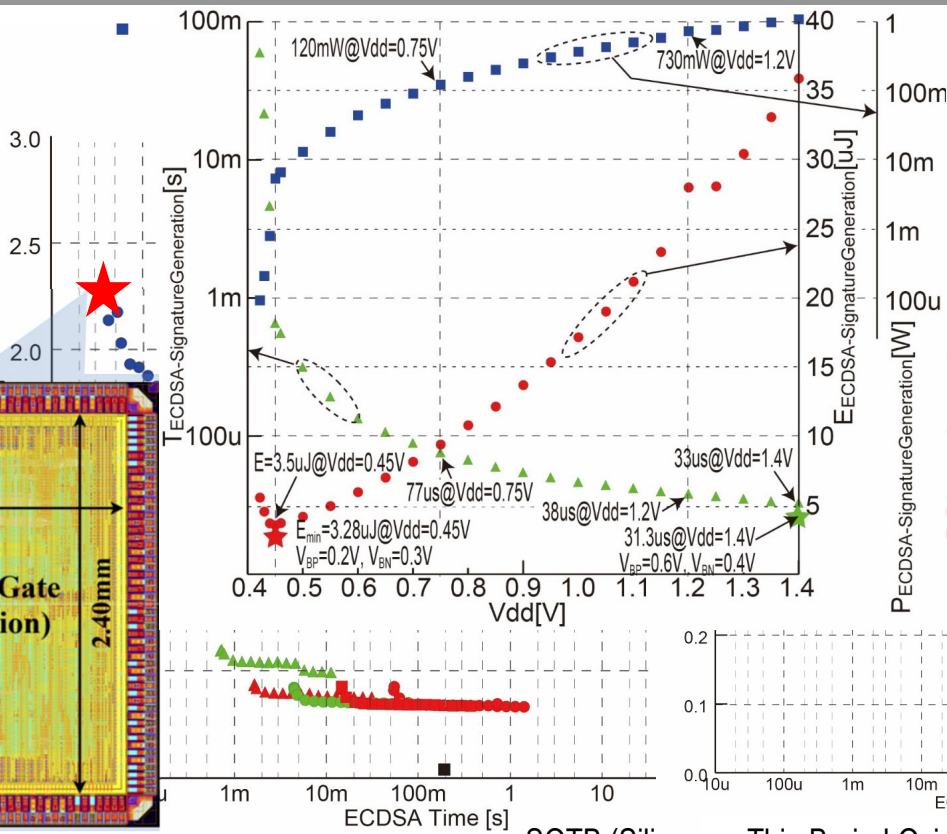 3.0
2.5
2.0
Gate
ion)
2.40mm
TECDSA-SignatureGeneration[s]
100m
10m
1m
100u
120mW@Vdd=0.75V
730mW@Vdd=1.2V
E=3.5uJ@Vdd=0.45V
Emin=3.28uJ@Vdd=0.45V
VBP=0.2V, VBN=0.3V
77us@Vdd=0.75V
38us@Vdd=1.2V
33us@Vdd=1.4V
31.3us@Vdd=1.4V
VBP=0.6V, VBN=0.4V
0.4 0.5 0.6 0.7 0.8 0.9 1.0 1.1 1.2 1.3 1.4
Vdd[V]
40
35
30
25
20
15
10
5
EECDSA-SignatureGeneration[uJ]
1
100m
10m
1m
100u
PECDSA-SignatureGeneration[W]
u 1m 10m 100m 1 10
ECDSA Time [s]
0.2
0.1
0.0
10u 100u 1m 10m